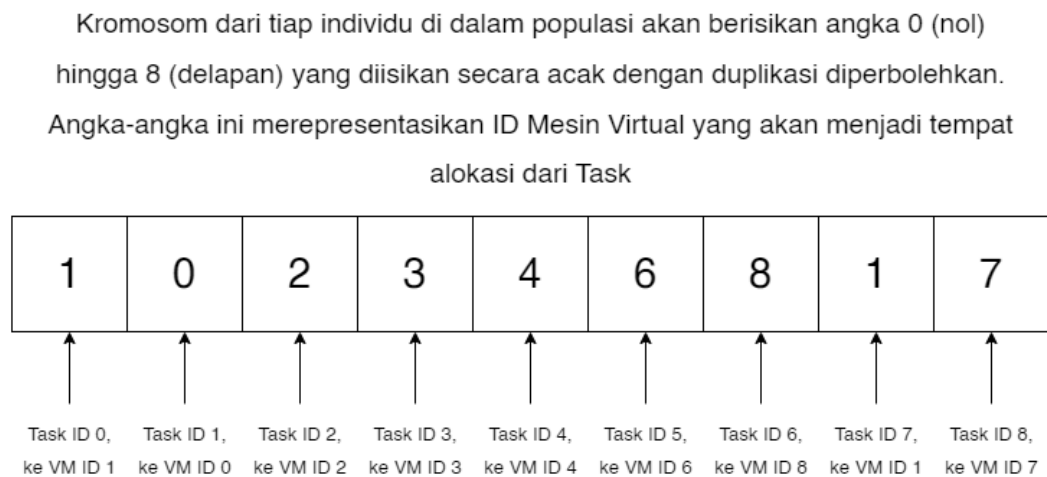 Kromosom dari tiap individu di dalam populasi akan berisikan angka 0 (nol)
hingga 8 (delapan) yang diisikan secara acak dengan duplikasi diperbolehkan.
Angka-angka ini merepresentasikan ID Mesin Virtual yang akan menjadi tempat
alokasi dari Task
1 0 2 3 4 6 8 1 7
Task ID 0, Task ID 1, Task ID 2, Task ID 3, Task ID 4, Task ID 5, Task ID 6, Task ID 7, Task ID 8,
ke VM ID 1 ke VM ID 0 ke VM ID 2 ke VM ID 3 ke VM ID 4 ke VM ID 6 ke VM ID 8 ke VM ID 1 ke VM ID 7